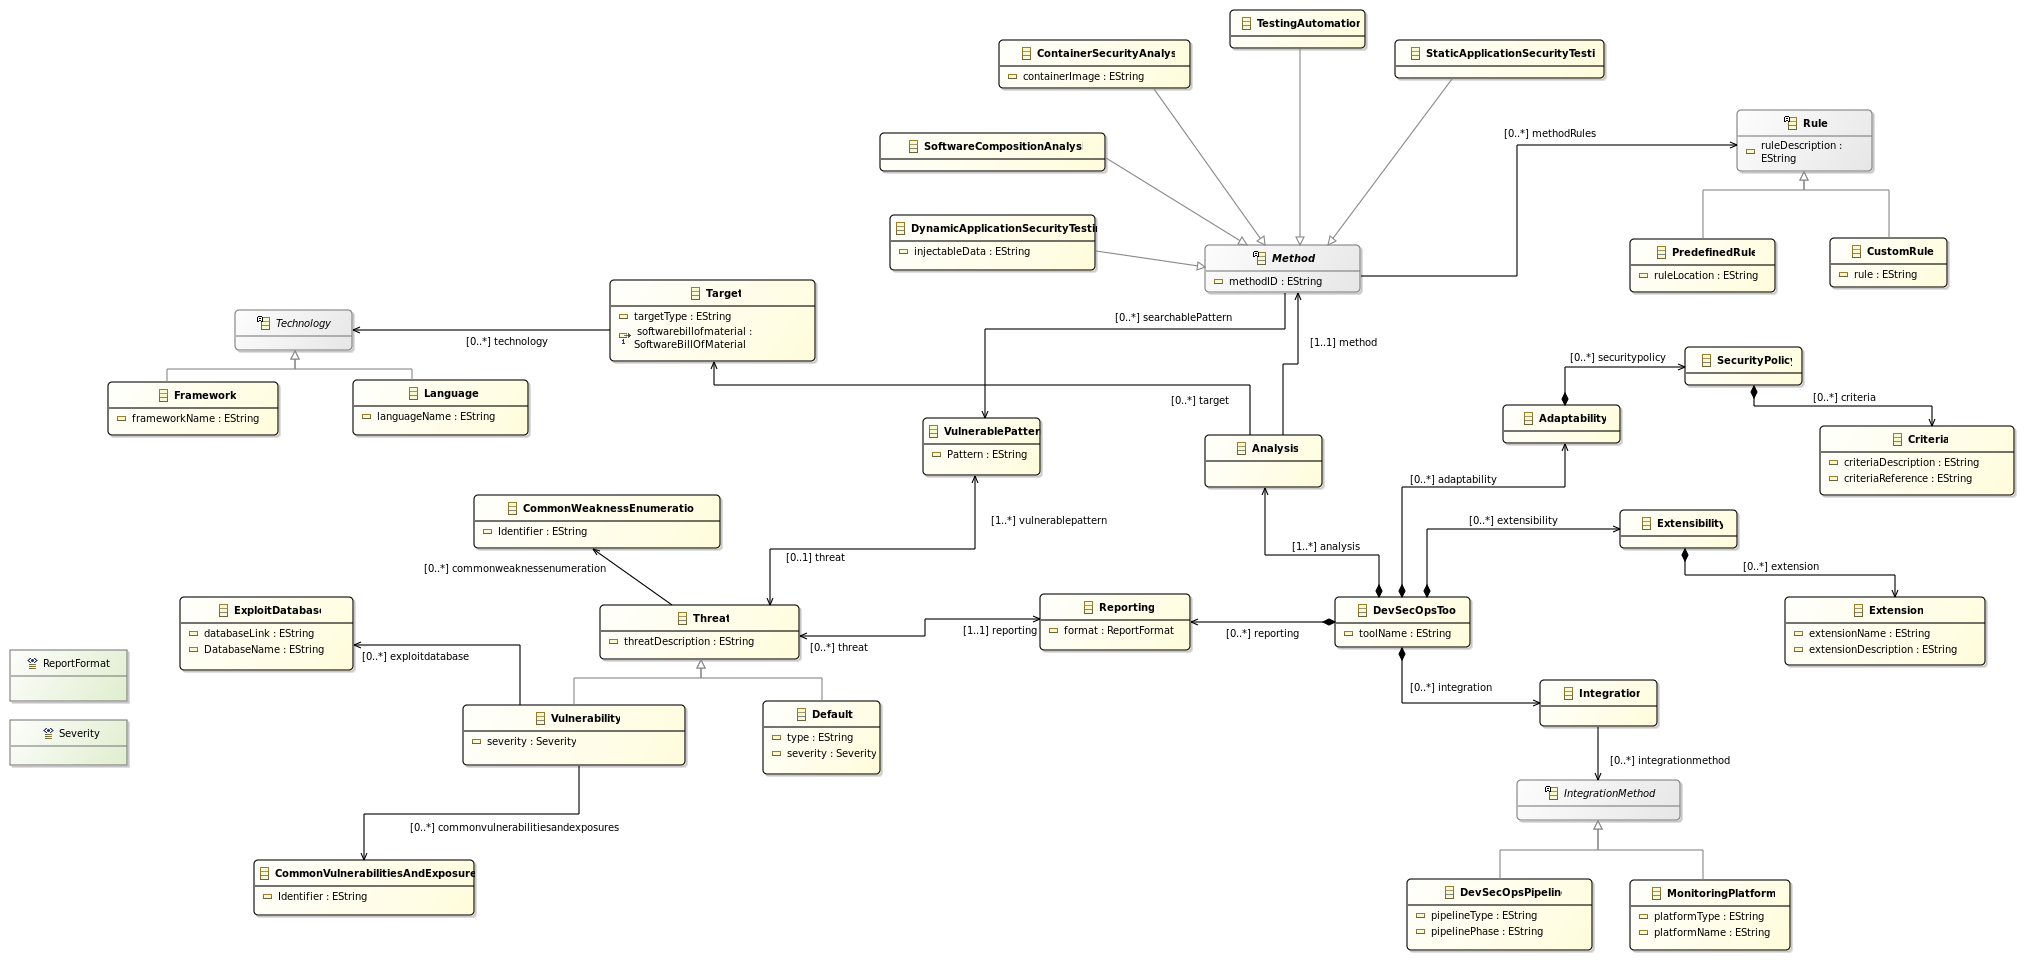 TestingAutomation
ContainerSecurityAnalys
containerImage : EString
StaticApplicationSecurityTesti
SoftwareCompositionAnalys
DynamicApplicationSecurityTesti
injectableData : EString
Method
methodID : EString
[0..*] methodRules
Rule
ruleDescription :
EString
PredefinedRule
ruleLocation : EString
CustomRule
rule : EString
Target
targetType : EString
softwarebillofmaterial :
SoftwareBillOfMaterial
Technology
[0..*] technology
Framework
frameworkName : EString
Language
languageName : EString
[0..*] searchablePattern
[1..1] method
[0..*] target
VulnerablePatter
Pattern : EString
Analysis
[0..*] securitypolicy
SecurityPolicy
[0..*] criteria
Adaptability
Criteria
criteriaDescription : EString
criteriaReference : EString
[0..*] adaptability
CommonWeaknessEnumeratio
Identifier : EString
[1..*] vulnerablepattern
[0..1] threat
[0..*] commonweaknessenumeration
[1..*] analysis
[0..*] extensibility
Extensibility
[0..*] extension
Extension
extensionName : EString
extensionDescription : EString
ExploitDatabase
databaseLink : EString
DatabaseName : EString
[0..*] exploitdatabase
Threat
threatDescription : EString
[0..*] threat
[1..1] reporting
Reporting
format : ReportFormat
[0..*] reporting
DevSecOpsToo
toolName : EString
ReportFormat
Severity
Vulnerability
severity : Severity
Default
type : EString
severity : Severity
[0..*] integration
Integration
[0..*] integrationmethod
IntegrationMethod
[0..*] commonvulnerabilitiesandexposures
CommonVulnerabilitiesAndExposure
Identifier : EString
DevSecOpsPipelin
pipelineType : EString
pipelinePhase : EString
MonitoringPlatform
platformType : EString
platformName : EString